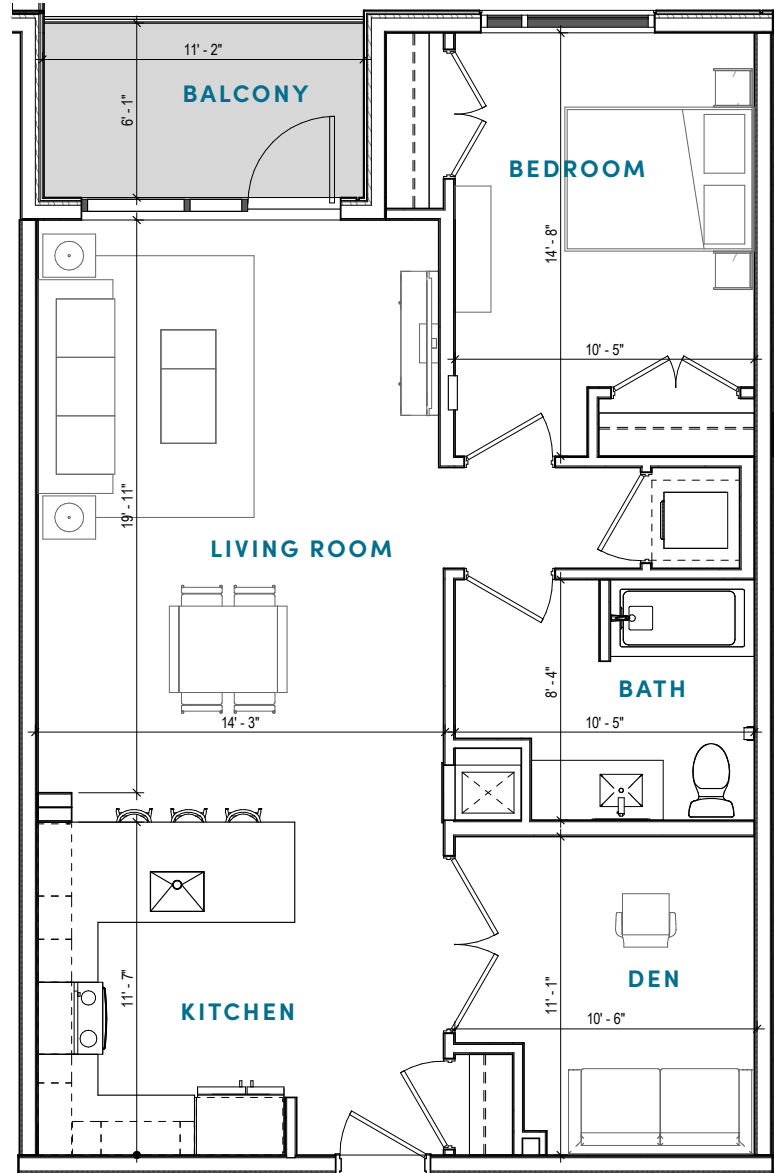 11' - 2"
BALCONY
6' - 1"
BEDROOM
14' - 8"
10' - 5"
19' - 11"
LIVING ROOM
BATH
8' - 4"
14' - 3"
10' - 5"
DEN
11' - 7"
11' - 1"
KITCHEN
10' - 6"